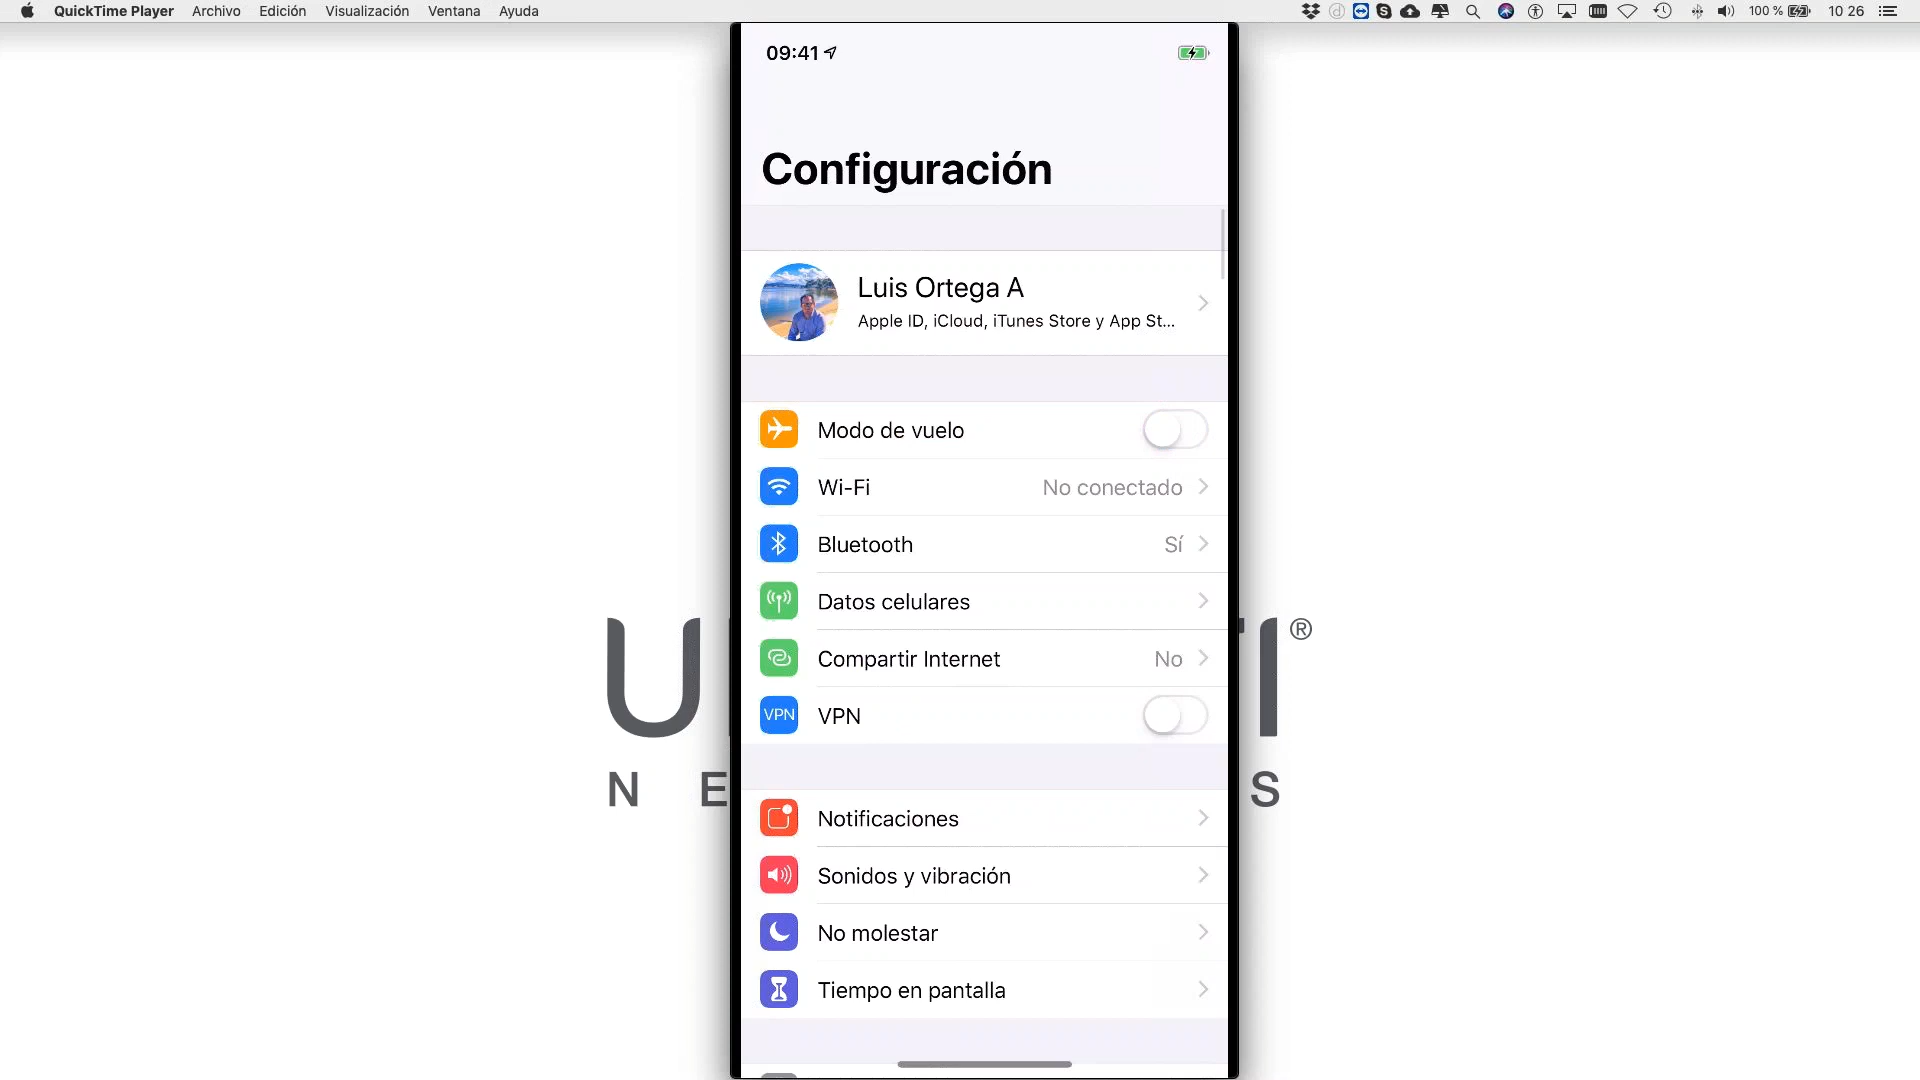 QuickTime Player Archivo Edición Visualización Ventana Ayuda 100 % 10 26
09:41
Configuración
Luis Ortega A
Apple ID, iCloud, iTunes Store y App St...
Modo de vuelo
Wi-Fi No conectado
Bluetooth Sí
Datos celulares
Compartir Internet No
VPN VPN
Notificaciones
Sonidos y vibración
No molestar
Tiempo en pantalla
U I ®
N E S